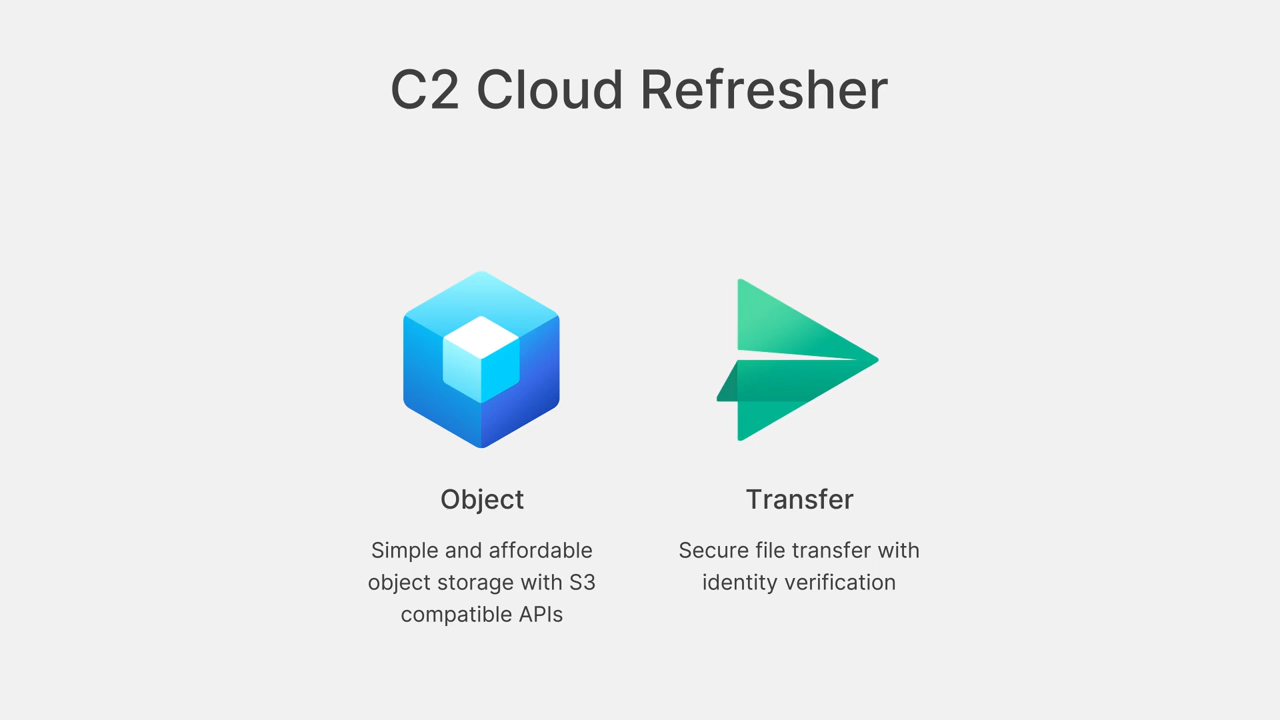 C2 Cloud Refresher
Object
Simple and affordable
object storage with S3
compatible APIs
Transfer
Secure file transfer with
identity verification